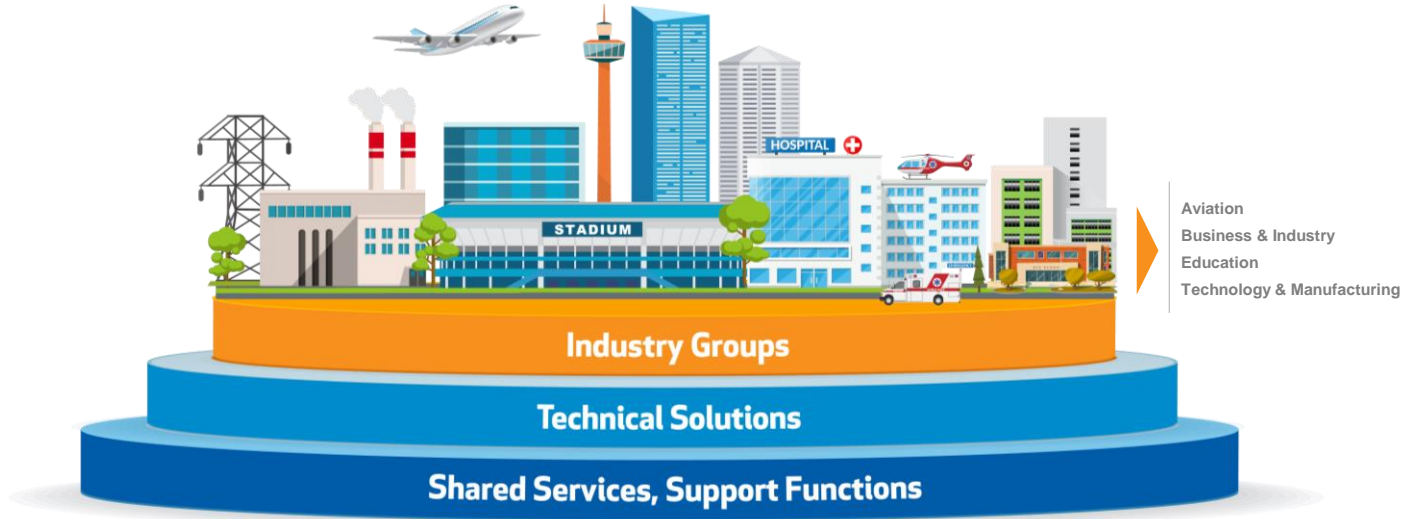 HOSPITAL
STADIUM
Aviation
Business & Industry
Education
Technology & Manufacturing
Industry Groups
Technical Solutions
Shared Services, Support Functions